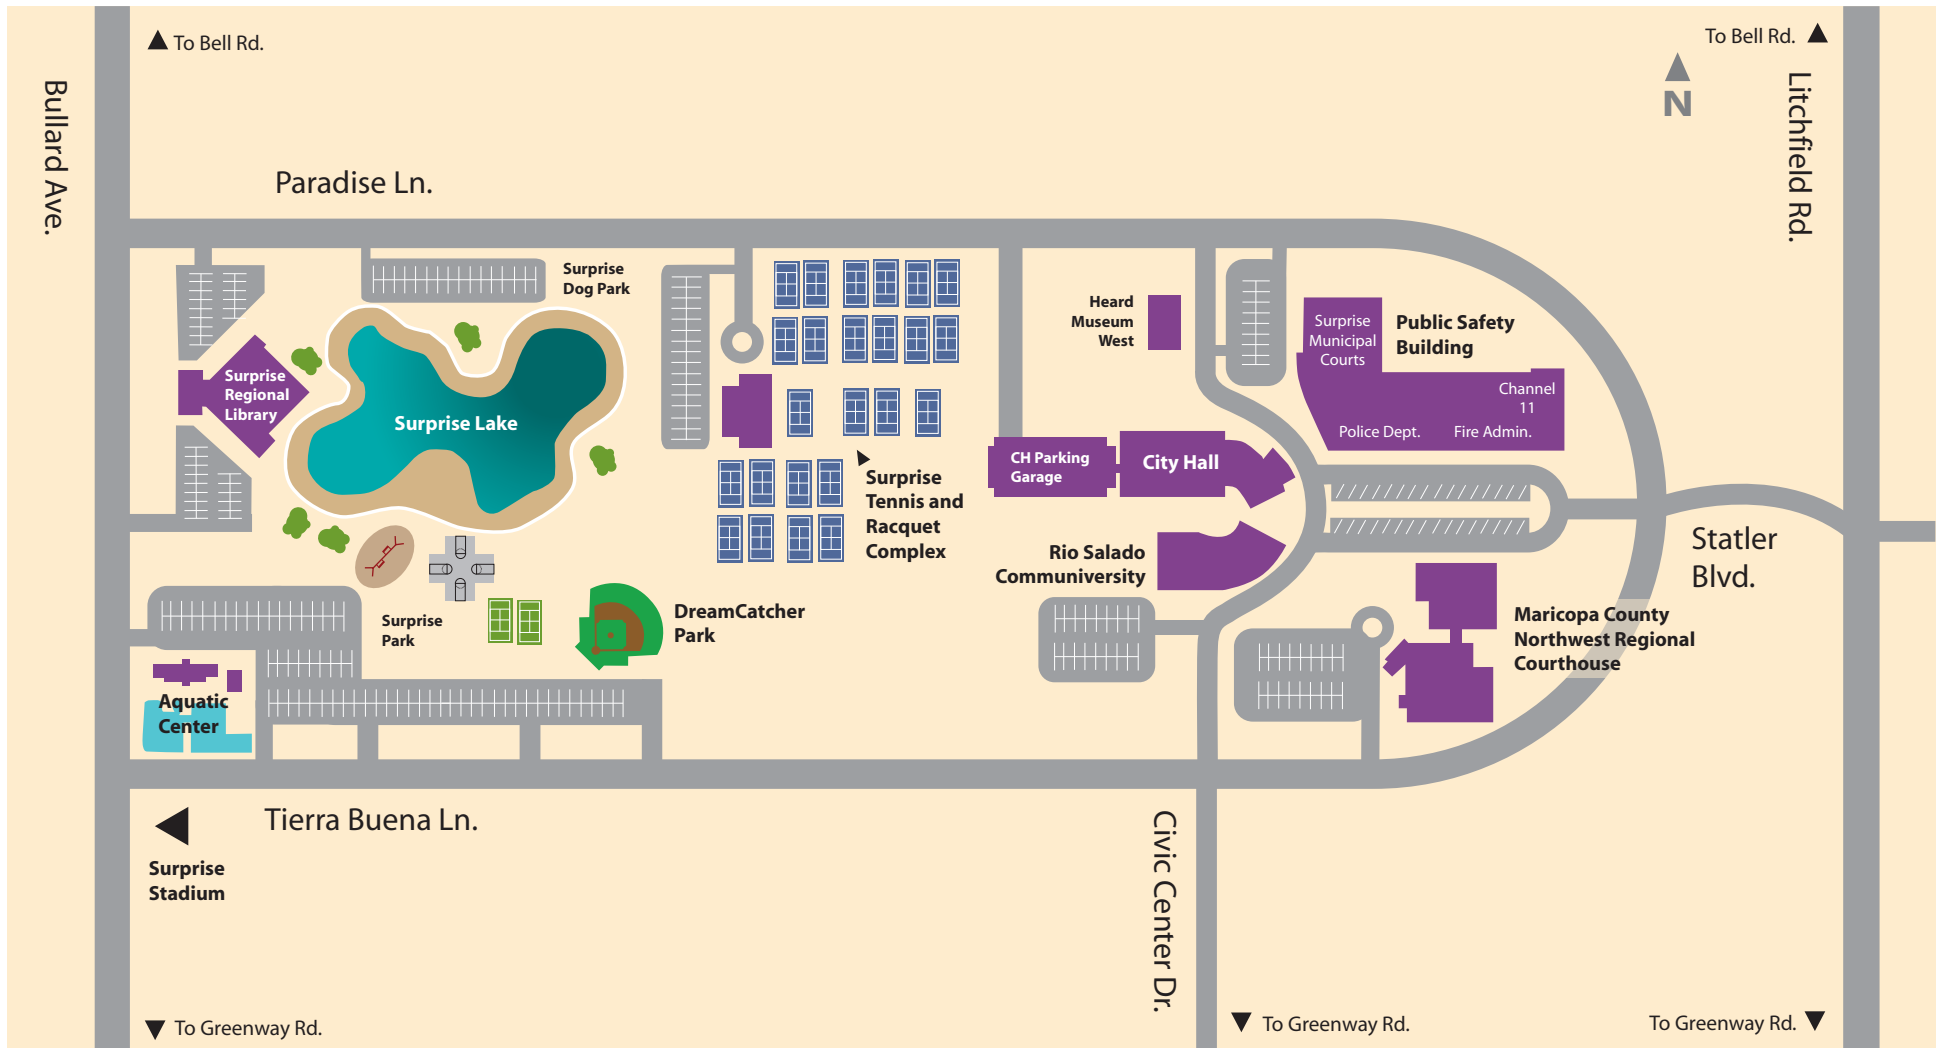 To Bell Rd.
To Bell Rd.
N
Bullard Ave.
Litchfield Rd.
Paradise Ln.
Surprise
Dog Park
Heard
Museum
West
Surprise
Municipal
Courts
Public Safety
Building
Channel
11
Police Dept.
Fire Admin.
Surprise
Regional
Library
Surprise Lake
CH Parking
Garage
City Hall
Surprise
Tennis and
Racquet
Complex
Rio Salado
Communiversity
Statler
Blvd.
Surprise
Park
DreamCatcher
Park
Maricopa County
Northwest Regional
Courthouse
Aquatic
Center
Tierra Buena Ln.
Surprise
Stadium
Civic Center Dr.
To Greenway Rd.
To Greenway Rd.
To Greenway Rd.